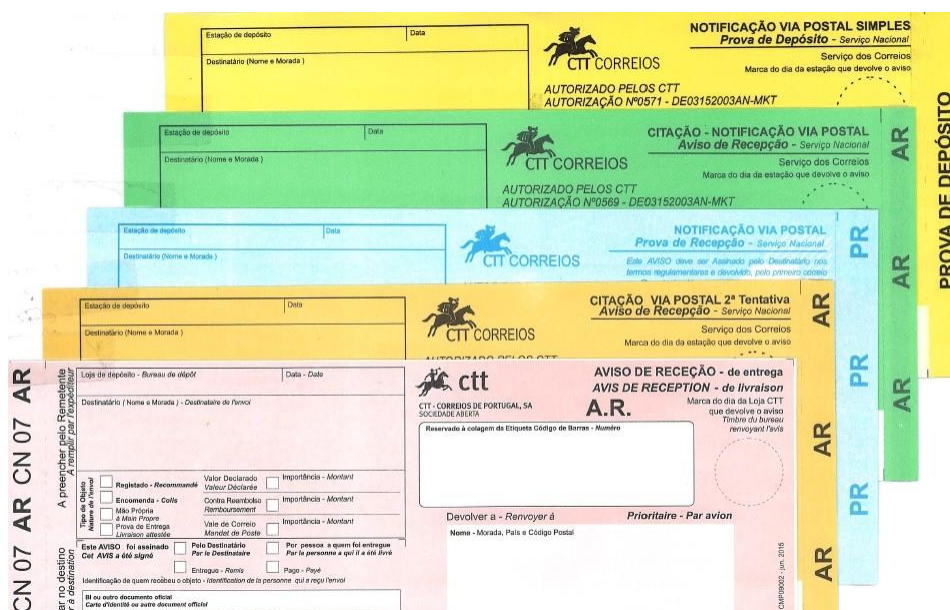 Estação de depósito
Data
Destinatário (Nome e Morada )
CTT CORREIOS
NOTIFICAÇÃO VIA POSTAL SIMPLES
Prova de Depósito - Serviço Nacional
Serviço dos Correios
Marca do dia da estação que devolve o aviso
AUTORIZADO PELOS CTT
AUTORIZAÇÃO Nº0571 - DE03152003AN-MKT
PROVA DE DEPÓSITO
Estação de depósito
Data
Destinatário (Nome e Morada )
CTT CORREIOS
CITAÇÃO - NOTIFICAÇÃO VIA POSTAL
Aviso de Recepção - Serviço Nacional
Serviço dos Correios
Marca do dia da estação que devolve o aviso
AUTORIZADO PELOS CTT
AUTORIZAÇÃO Nº0569 - DE03152003AN-MKT
AR
AR
AR
Estação de depósito
Data
Destinatário (Nome e Morada )
CTT CORREIOS
NOTIFICAÇÃO VIA POSTAL
Prova de Recepção - Serviço Nacional
Este AVISO deve ser Assinado pelo Destinatário nos
termos regulamentares e devolvido, pelo primeiro correio
PR
PR
PR
Estação de depósito
Data
Destinatário (Nome e Morada )
CTT CORREIOS
CITAÇÃO VIA POSTAL 2ª Tentativa
Aviso de Recepção - Serviço Nacional
Serviço dos Correios
Marca do dia da estação que devolve o aviso
AUTORIZADO PELOS CTT
AR
AR
AR
CN 07 AR CN 07 AR
A preencher pelo Remetente
A remplir par l'expéditeur
Loja de depósito - Bureau de dépôt
Data - Date
Destinatário ( Nome e Morada ) - Destinataire de l'envoi
ctt
CTT - CORREIOS DE PORTUGAL, SA
SOCIEDADE ABERTA
AVISO DE RECEÇÃO - de entrega
AVIS DE RECEPTION - de livraison
A.R.
Marca do dia da Loja CTT
que devolve o aviso
Timbre du bureau
renvoyant l'avis
Reservado à colagem da Etiqueta Código de Barras - Numéro
Tipo de Objeto
Nature de l'envoi
Registado - Recommandé
Encomenda - Colis
Mão Própria
à Main Propre
Prova de Entrega
Livraison attestée
Valor Declarado
Valeur Déclarée
Importância - Montant
Contra Reembolso
Remboursement
Importância - Montant
Vale de Correio
Mandat de Poste
Importância - Montant
Devolver a - Renvoyer à
Prioritaire - Par avion
Nome - Morada, País e Código Postal
Este AVISO foi assinado
Cet AVIS a été signé
Pelo Destinatário
Par le Destinataire
Por pessoa a quem foi entregue
Par la personne a qui il a été livré
Entregue - Remis
Pago - Payé
Identificação de quem recebeu o objeto - Identification de la personne qui a reçu l'envoi
BI ou outro documento oficial
Carte d'identité ou autre document officiel
ar no destino
r à destination
CMP09002 - jun. 2015